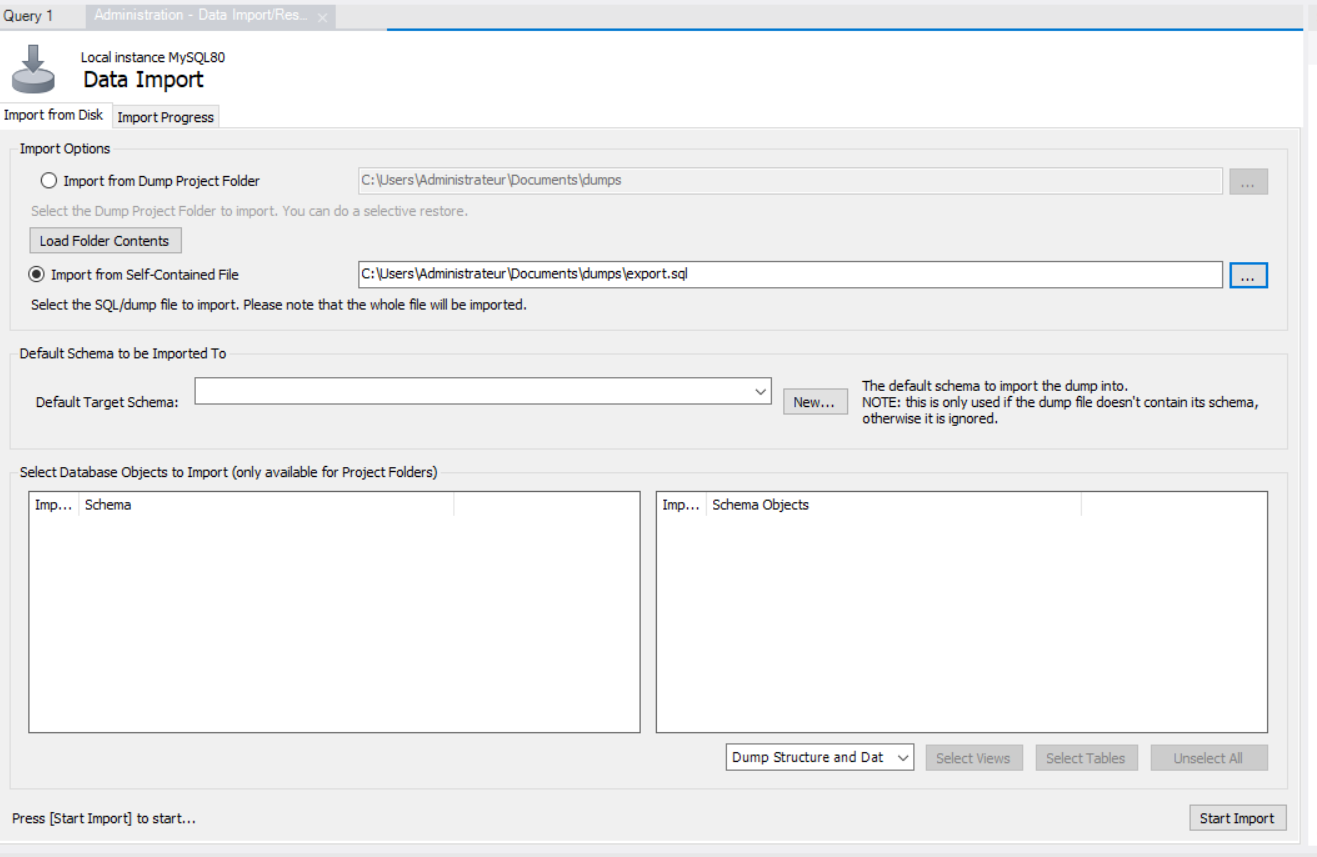 Query 1
Administration - Data Import/Res...
Local instance MySQL80
Data Import
Import from Disk
Import Progress
Import Options
Import from Dump Project Folder
C:\Users\Administrateur\Documents\dumps
...
Select the Dump Project Folder to import. You can do a selective restore.
Load Folder Contents
Import from Self-Contained File
C:\Users\Administrateur\Documents\dumps\export.sql
...
Select the SQL/dump file to import. Please note that the whole file will be imported.
Default Schema to be Imported To
Default Target Schema:
New...
The default schema to import the dump into.
NOTE: this is only used if the dump file doesn't contain its schema,
otherwise it is ignored.
Select Database Objects to Import (only available for Project Folders)
Imp... Schema
Imp... Schema Objects
Dump Structure and Dat
Select Views
Select Tables
Unselect All
Press [Start Import] to start...
Start Import